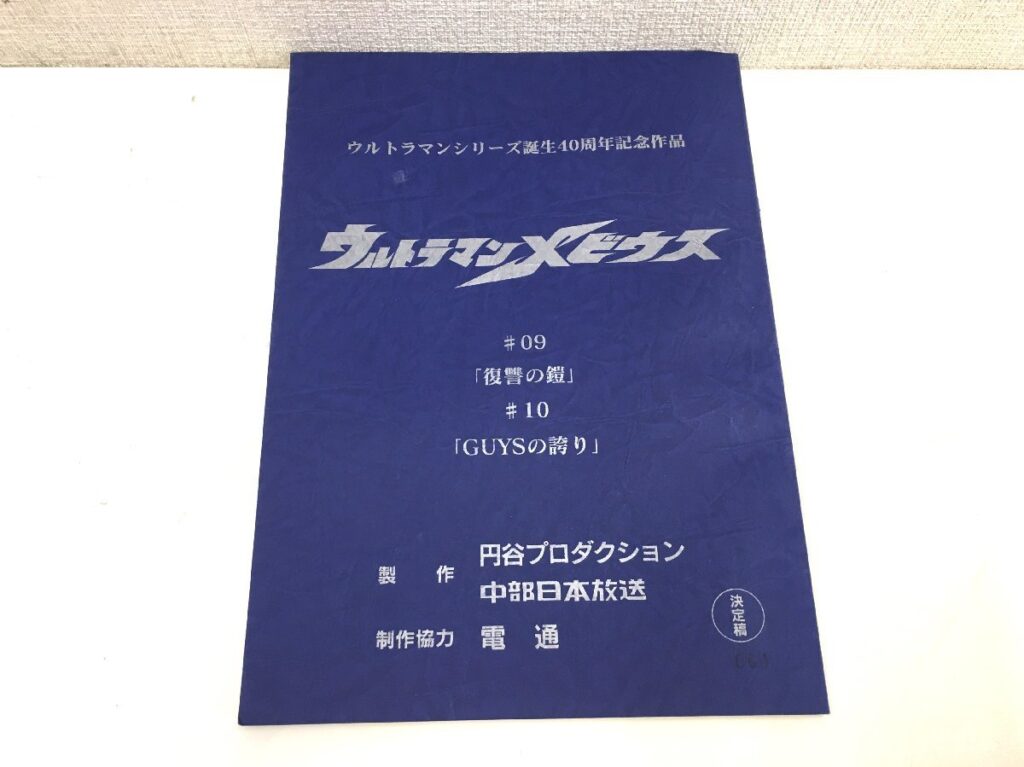 ウルトラマンシリーズ誕生40周年記念作品
ウルトラマンメビウス
♯09
「復讐の鎧」
♯10
「GUYSの誇り」
製作 円谷プロダクション
中部日本放送
制作協力 電通
決定稿